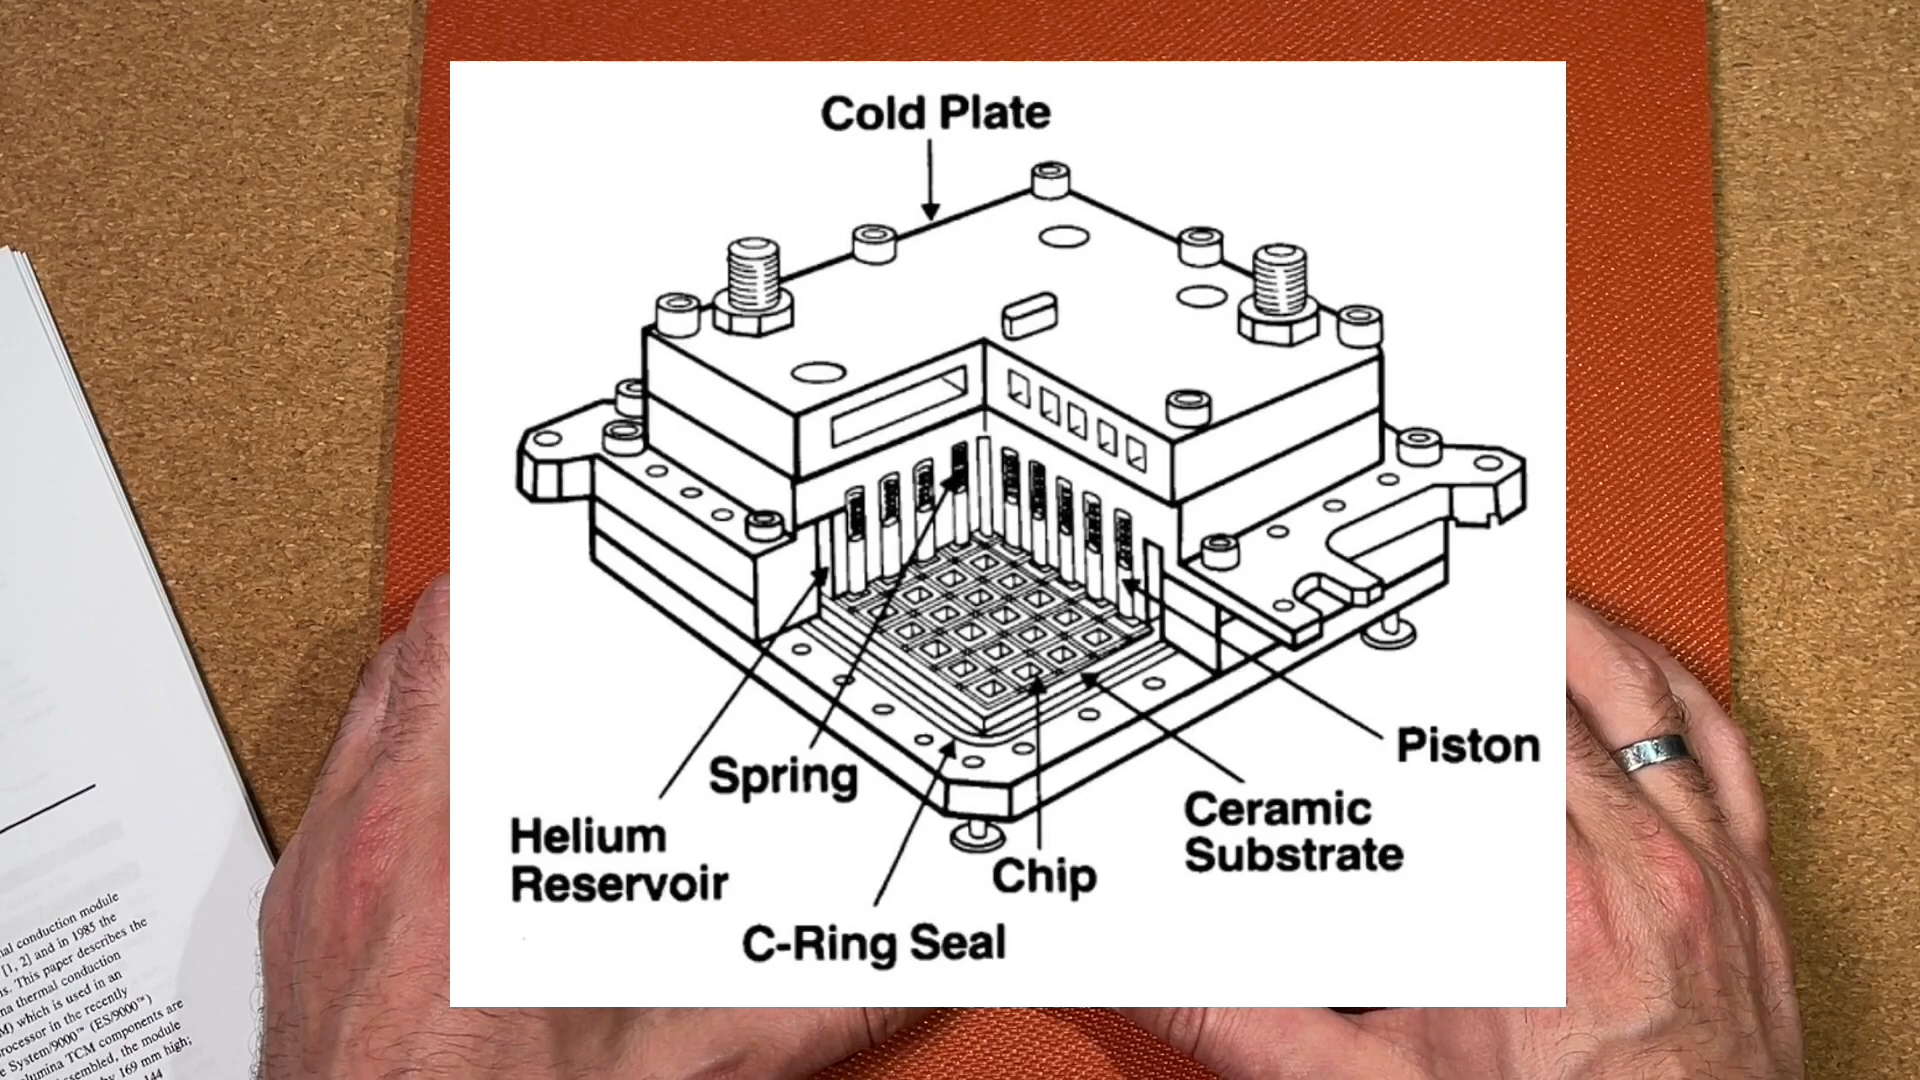 Cold Plate
Piston
Spring
Ceramic
Substrate
Helium
Reservoir
Chip
C-Ring Seal
al conduction module
[1, 2] and in 1985 the
s. This paper describes the
na thermal conduction
M) which is used in an
rocessor in the recently
e System/9000™ (ES/9000™)
lumina TCM components are
ssembled, the module
by 169 mm high;
144